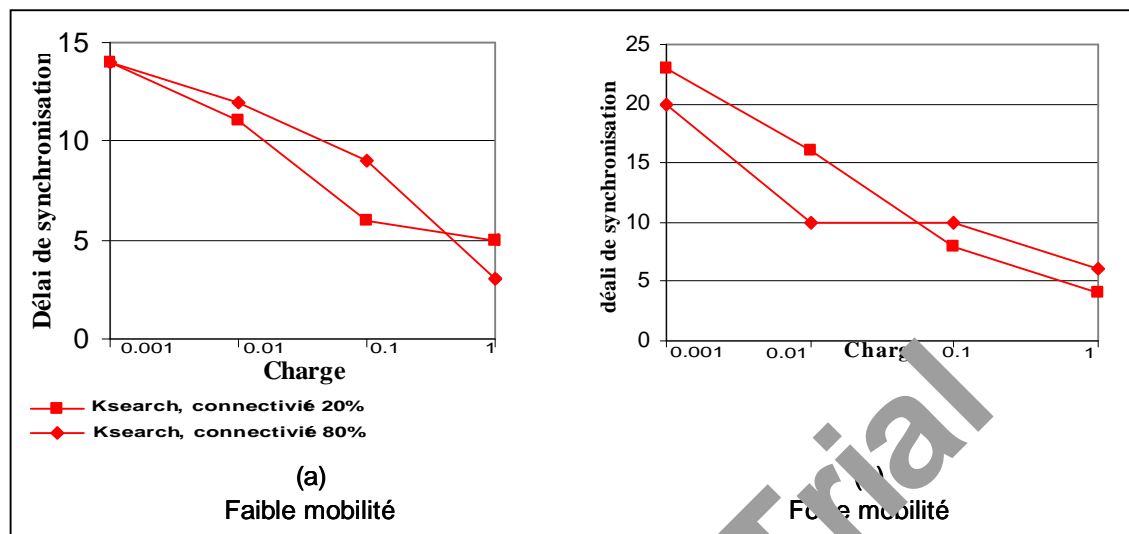 15
10
5
0
Délai de synchronisation
0.001 0.01 0.1 1
Charge
25
20
15
10
5
0
déali de synchronisation
0.001 0.01 0.1 1
Ksearch, connectivié 20%
Ksearch, connectivié 80%
(a)
Faible mobilité
mobilité
Trial